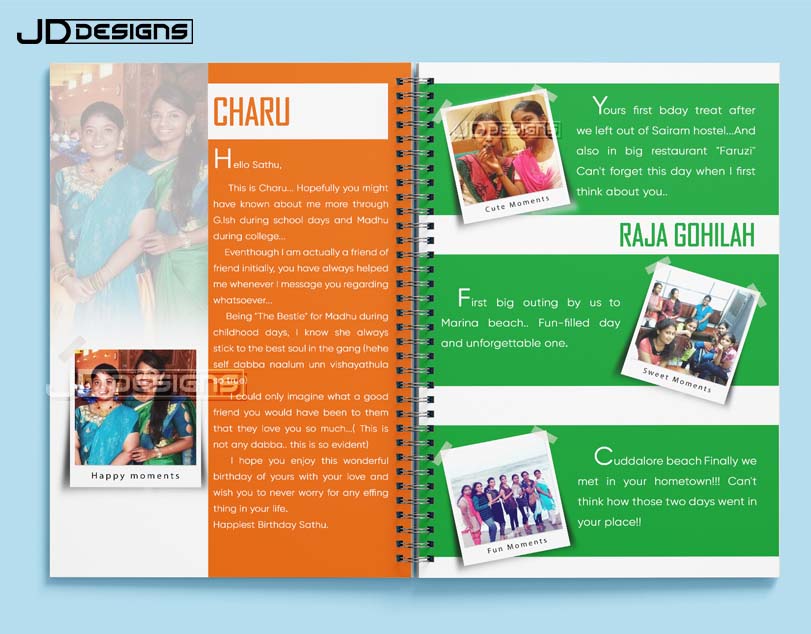 JD DESIGNS
CHARU
Hello Sathu,
This is Charu... Hopefully you might
have known about me more through
G.Ish during school days and Madhu
during college...
Eventhough I am actually a friend of
friend initially, you have always helped
me whenever I message you regarding
whatsoever...
Being "The Bestie" for Madhu during
childhood days, I know she always
stick to the best soul in the gang (hehe
self dabba naalum unn vishayathula
so true)
I could only imagine what a good
friend you would have been to them
that they love you so much...( This is
not any dabba.. this is so evident)
I hope you enjoy this wonderful
birthday of yours with your love and
wish you to never worry for any effing
thing in your life.
Happiest Birthday Sathu.
JD DESIGNS
Happy moments
JD DESIGNS
Cute Moments
Yours first bday treat after
we left out of Sairam hostel...And
also in big restaurant "Faruzi"
Can't forget this day when I first
think about you..
RAJA GOHILAH
First big outing by us to
Marina beach.. Fun-filled day
and unforgettable one.
Sweet Moments
Fun Moments
Cuddalore beach Finally we
met in your hometown!!! Can't
think how those two days went in
your place!!